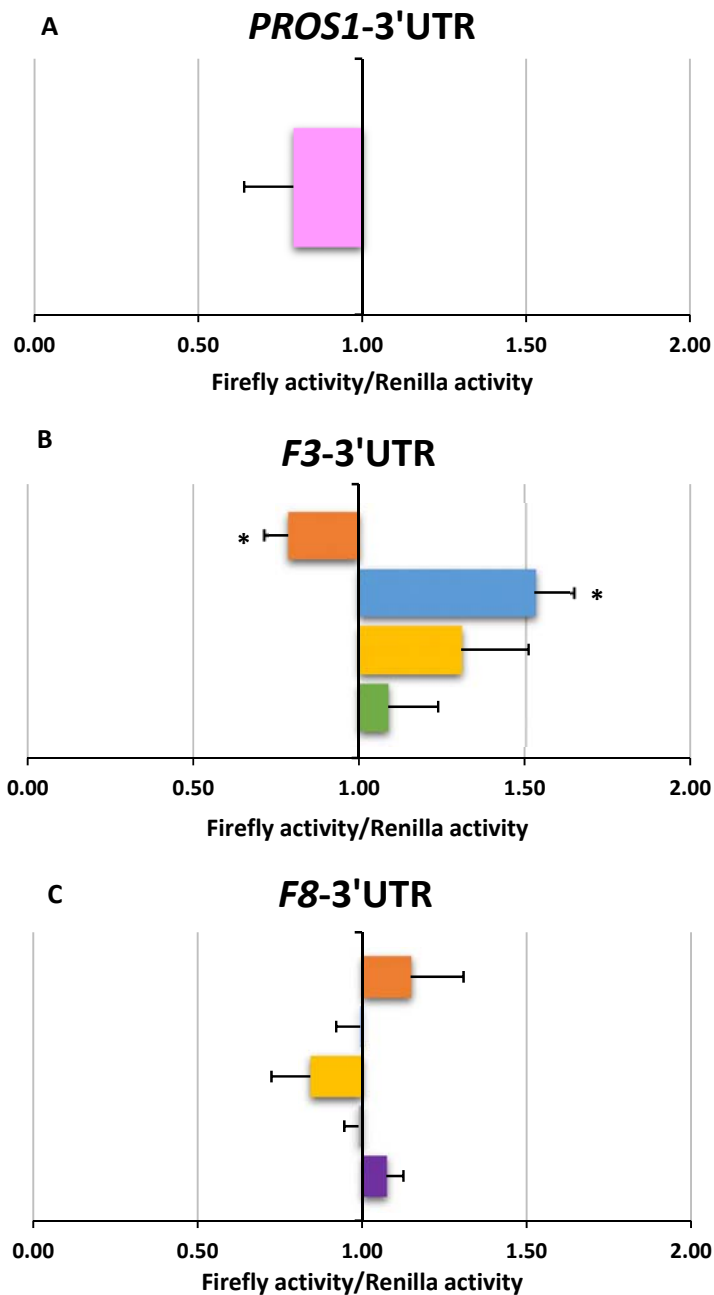 A
PROS1-3'UTR
0.00 0.50 1.00 1.50 2.00
Firefly activity/Renilla activity
B
F3-3'UTR
*
*
0.00 0.50 1.00 1.50 2.00
Firefly activity/Renilla activity
C
F8-3'UTR
0.00 0.50 1.00 1.50 2.00
Firefly activity/Renilla activity